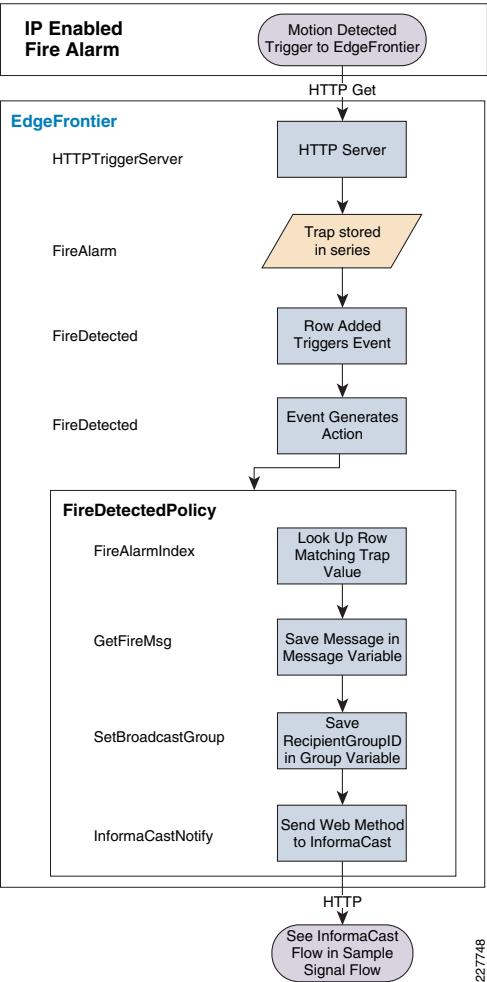 IP Enabled
Fire Alarm
Motion Detected
Trigger to EdgeFrontier
HTTP Get
EdgeFrontier
HTTPTriggerServer
HTTP Server
FireAlarm
Trap stored
in series
FireDetected
Row Added
Triggers Event
FireDetected
Event Generates
Action
FireDetectedPolicy
FireAlarmIndex
Look Up Row
Matching Trap
Value
GetFireMsg
Save Message in
Message Variable
SetBroadcastGroup
Save
RecipientGroupID
in Group Variable
InformaCastNotify
Send Web Method
to InformaCast
HTTP
See InformaCast
Flow in Sample
Signal Flow
227748